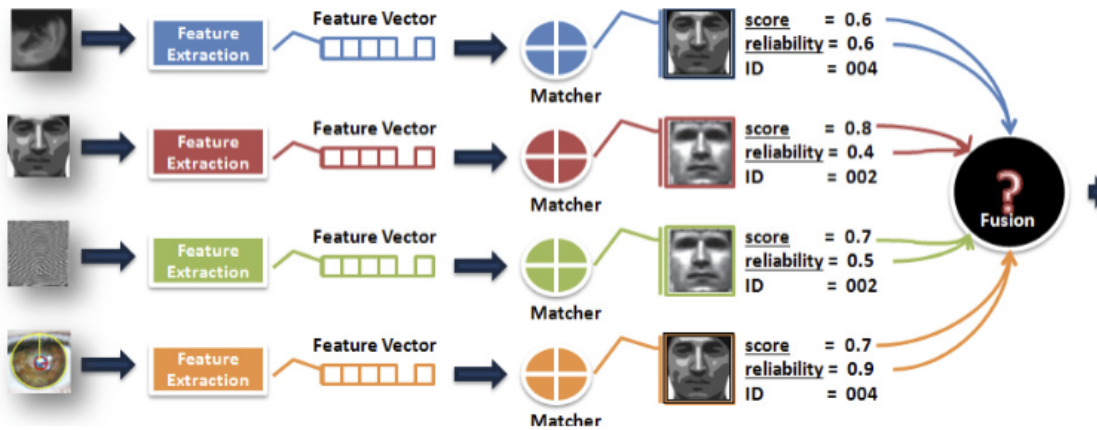 Feature
Extraction
Feature Vector
Matcher
score = 0.6
reliability = 0.6
ID = 004
Feature
Extraction
Feature Vector
Matcher
score = 0.8
reliability = 0.4
ID = 002
Feature
Extraction
Feature Vector
Matcher
score = 0.7
reliability = 0.5
ID = 002
Feature
Extraction
Feature Vector
Matcher
score = 0.7
reliability = 0.9
ID = 004
?
Fusion